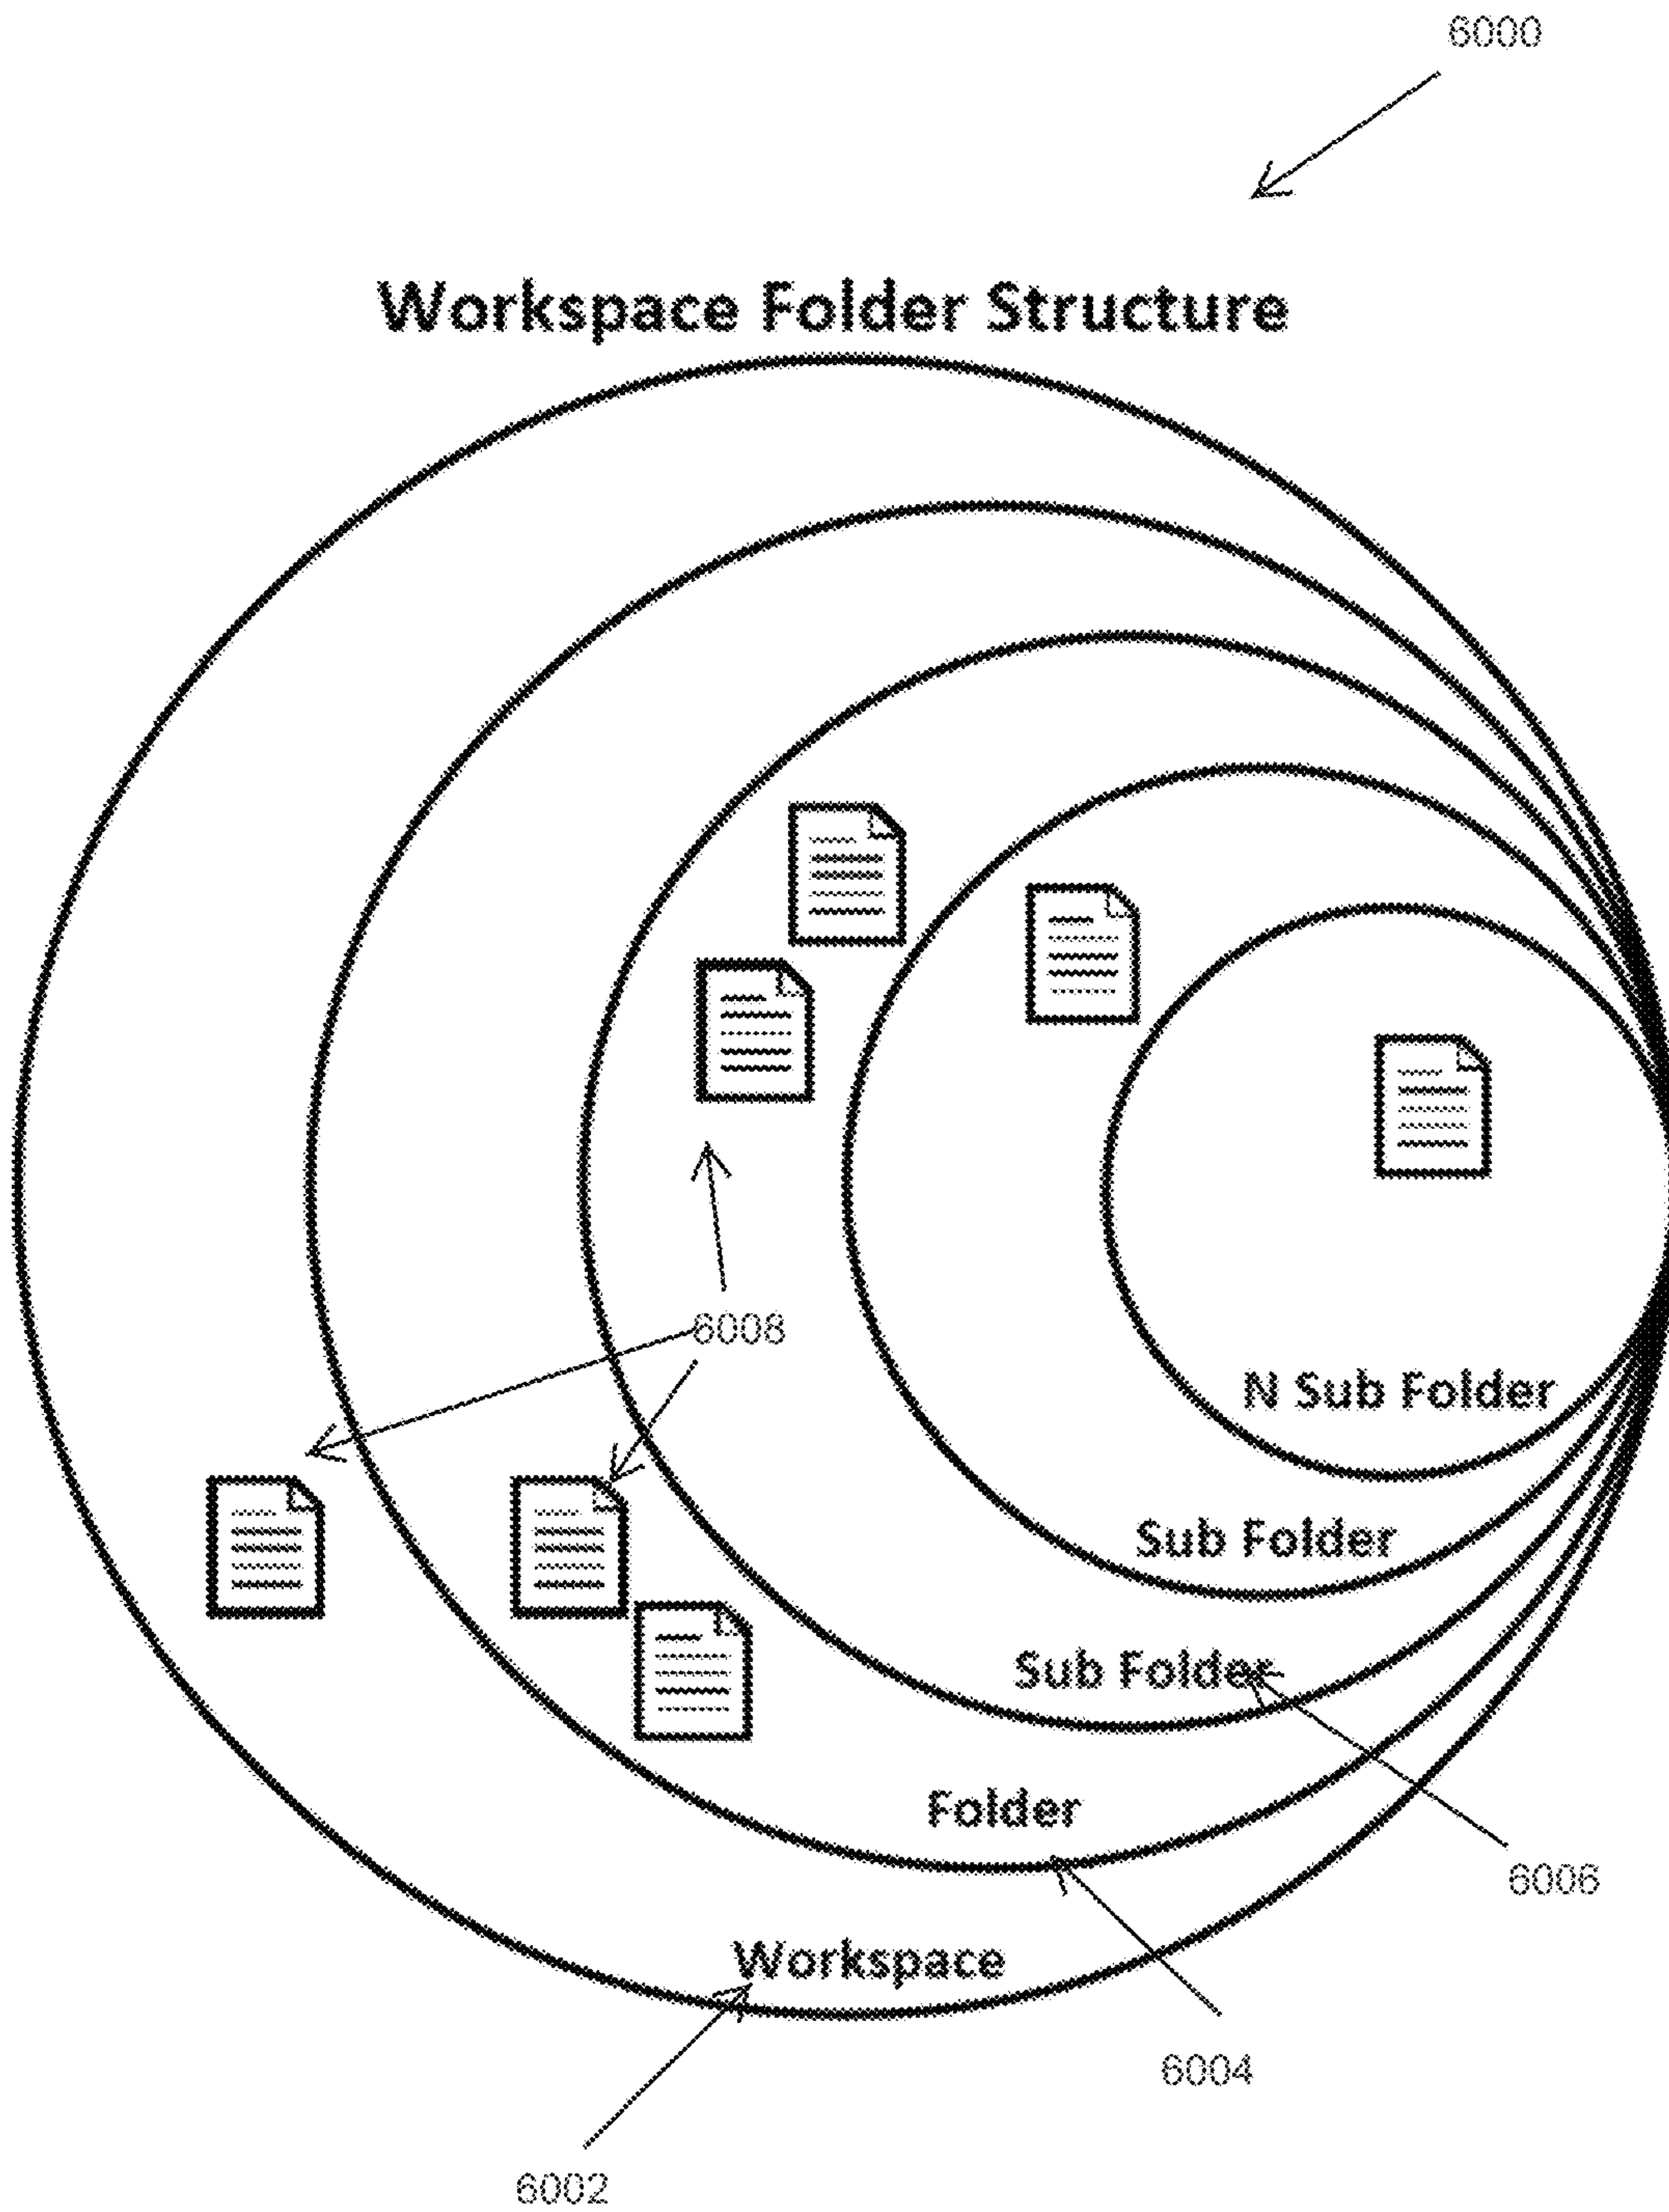 6000
Workspace Folder Structure
6008
N Sub Folder
Sub Folder
Sub Folder
Folder
6006
Workspace
6004
6002